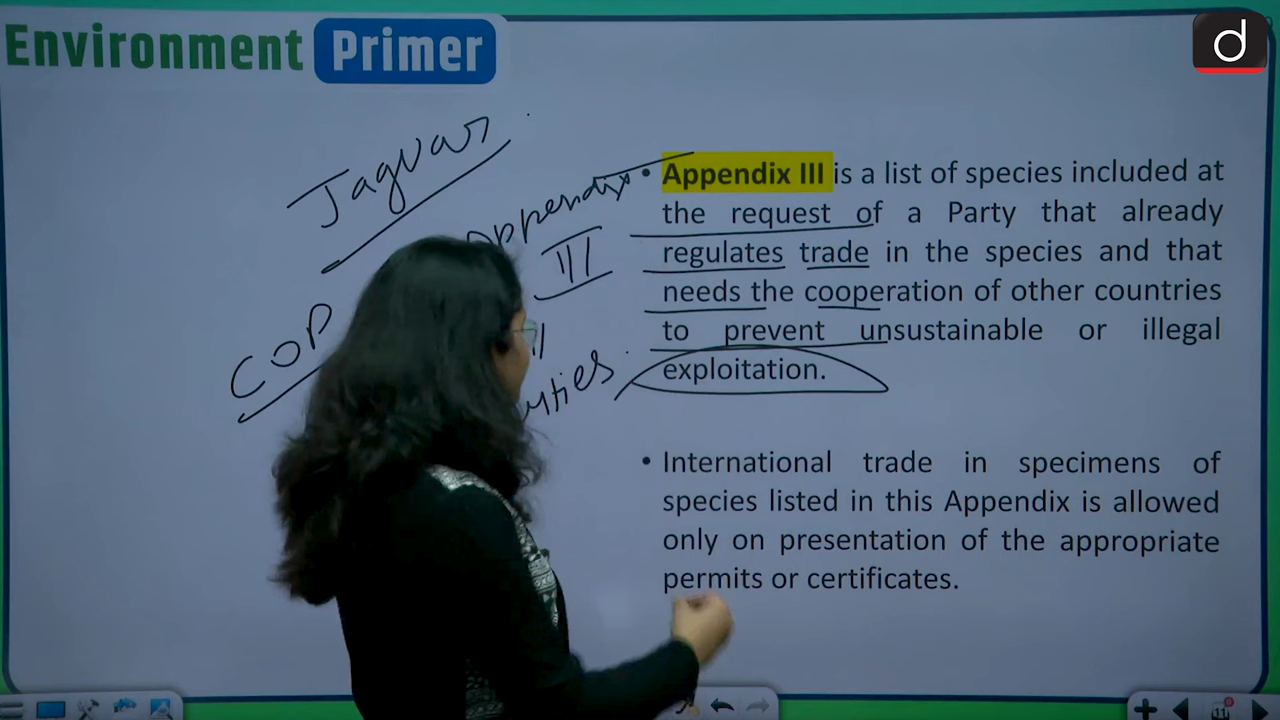 Environment Primer
d
Jaguar
Appendix
III
COP
• Appendix III is a list of species included at
the request of a Party that already
regulates trade in the species and that
needs the cooperation of other countries
to prevent unsustainable or illegal
exploitation.
• International trade in specimens of
species listed in this Appendix is allowed
only on presentation of the appropriate
permits or certificates.
11